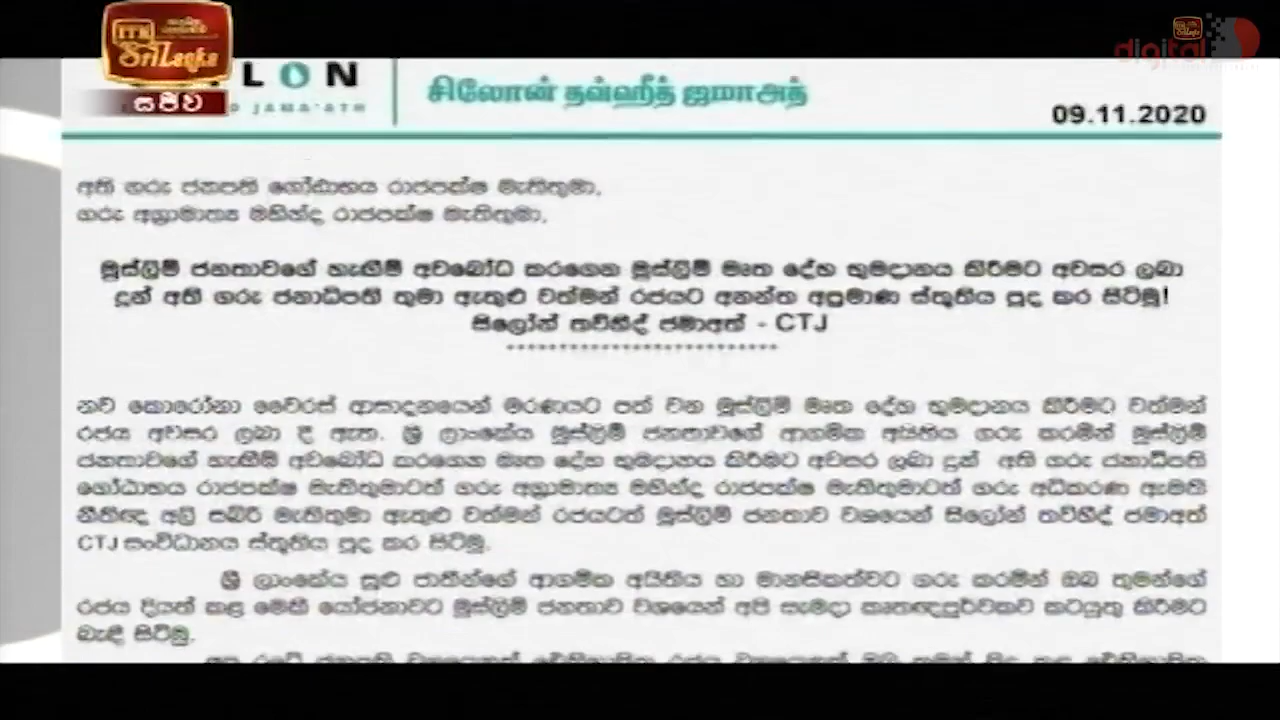 ITN
Sri Lanka
සජීව
digital
LON
JAMA'ATH
சிலோன் தவ்ஹீத் ஜமாஅத்
09.11.2020
අති ගරු ජනපති ගෝඨාභය රාජපක්ෂ මැතිතුමා,
ගරු අග්‍රාමාත්‍ය මහින්ද රාජපක්ෂ මැතිතුමා,
මුස්ලිම් ජනතාවගේ හැඟීම් අවබෝධ කරගෙන මුස්ලිම් මෘත දේහ භූමදානය කිරීමට අවසර ලබා
දුන් අති ගරු ජනාධිපති තුමා ඇතුළු වත්මන් රජයට අනන්ත අප්‍රමාණ ස්තූතිය පුද කර සිටිමු!
සිලෝන් තව්හීද් ජමාඅත් - CTJ
**************************
නව කොරෝනා වෛරස් ආසාදනයෙන් මරණයට පත් වන මුස්ලිම් මෘත දේහ භූමදානය කිරීමට වත්මන්
රජය අවසර ලබා දී ඇත. ශ්‍රී ලාංකේය මුස්ලිම් ජනතාවගේ ආගමික අයිතිය ගරු කරමින් මුස්ලිම්
ජනතාවගේ හැඟීම් අවබෝධ කරගෙන මෘත දේහ භූමදානය කිරීමට අවසර ලබා දුන් අති ගරු ජනාධිපති
ගෝඨාභය රාජපක්ෂ මැතිතුමාටත් ගරු අග්‍රාමාත්‍ය මහින්ද රාජපක්ෂ මැතිතුමාටත් ගරු අධිකරණ ඇමති
නීතිඥ අලි සබ්රි මැතිතුමා ඇතුළු වත්මන් රජයටත් මුස්ලිම් ජනතාව වශයෙන් සිලෝන් තව්හීද් ජමාඅත්
CTJ සංවිධානය ස්තූතිය පුද කර සිටිමු.
ශ්‍රී ලාංකේය සුළු ජාතීන්ගේ ආගමික අයිතිය හා මානසිකත්වට ගරු කරමින් ඔබ තුමන්ගේ
රජය දියත් කළ මෙකී යෝජනාවට මුස්ලිම් ජනතාව වශයෙන් අපි සැමදා කෘතඥපූර්වකව කටයුතු කිරීමට
බැඳී සිටිමු.